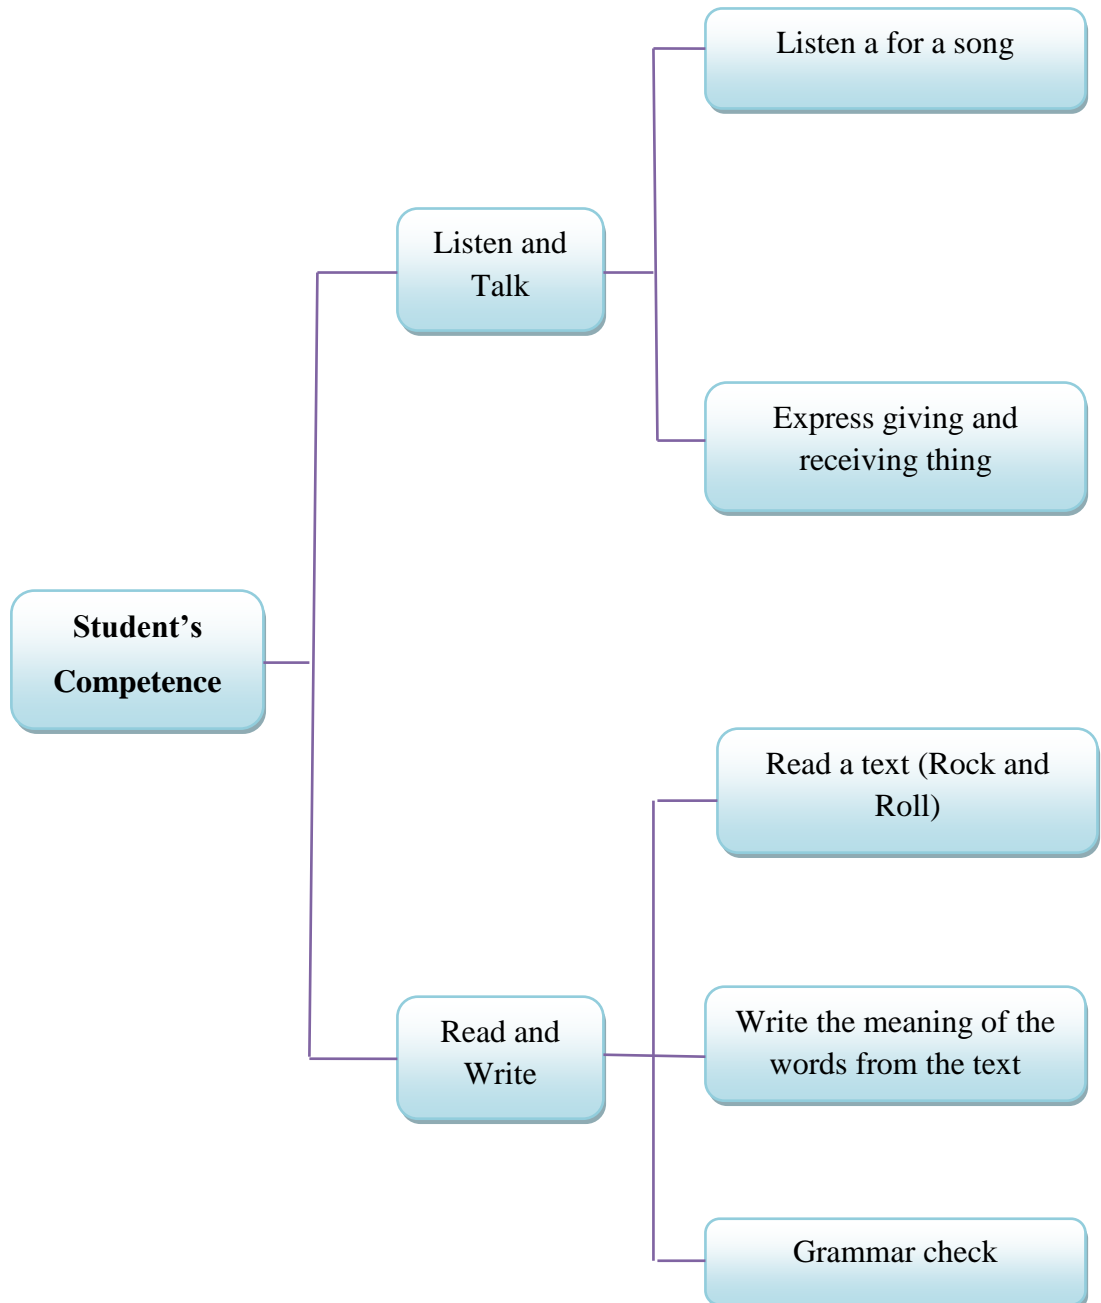 Listen a for a song
Listen and
Talk
Express giving and
receiving thing
Student’s
Competence
Read a text (Rock and
Roll)
Read and
Write
Write the meaning of the
words from the text
Grammar check